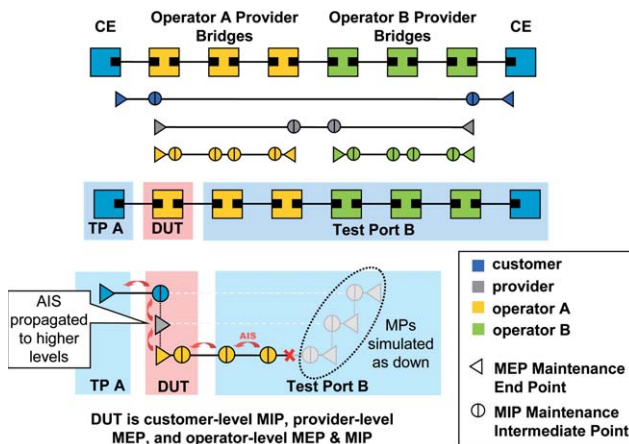 CE
Operator A Provider
Bridges
Operator B Provider
Bridges
CE
TP A
DUT
Test Port B
AIS
propagated
to higher
levels
AIS
MPs
simulated
as down
TP A
DUT
Test Port B
DUT is customer-level MIP, provider-level
MEP, and operator-level MEP & MIP
customer
provider
operator A
operator B
MEP Maintenance
End Point
MIP Maintenance
Intermediate Point